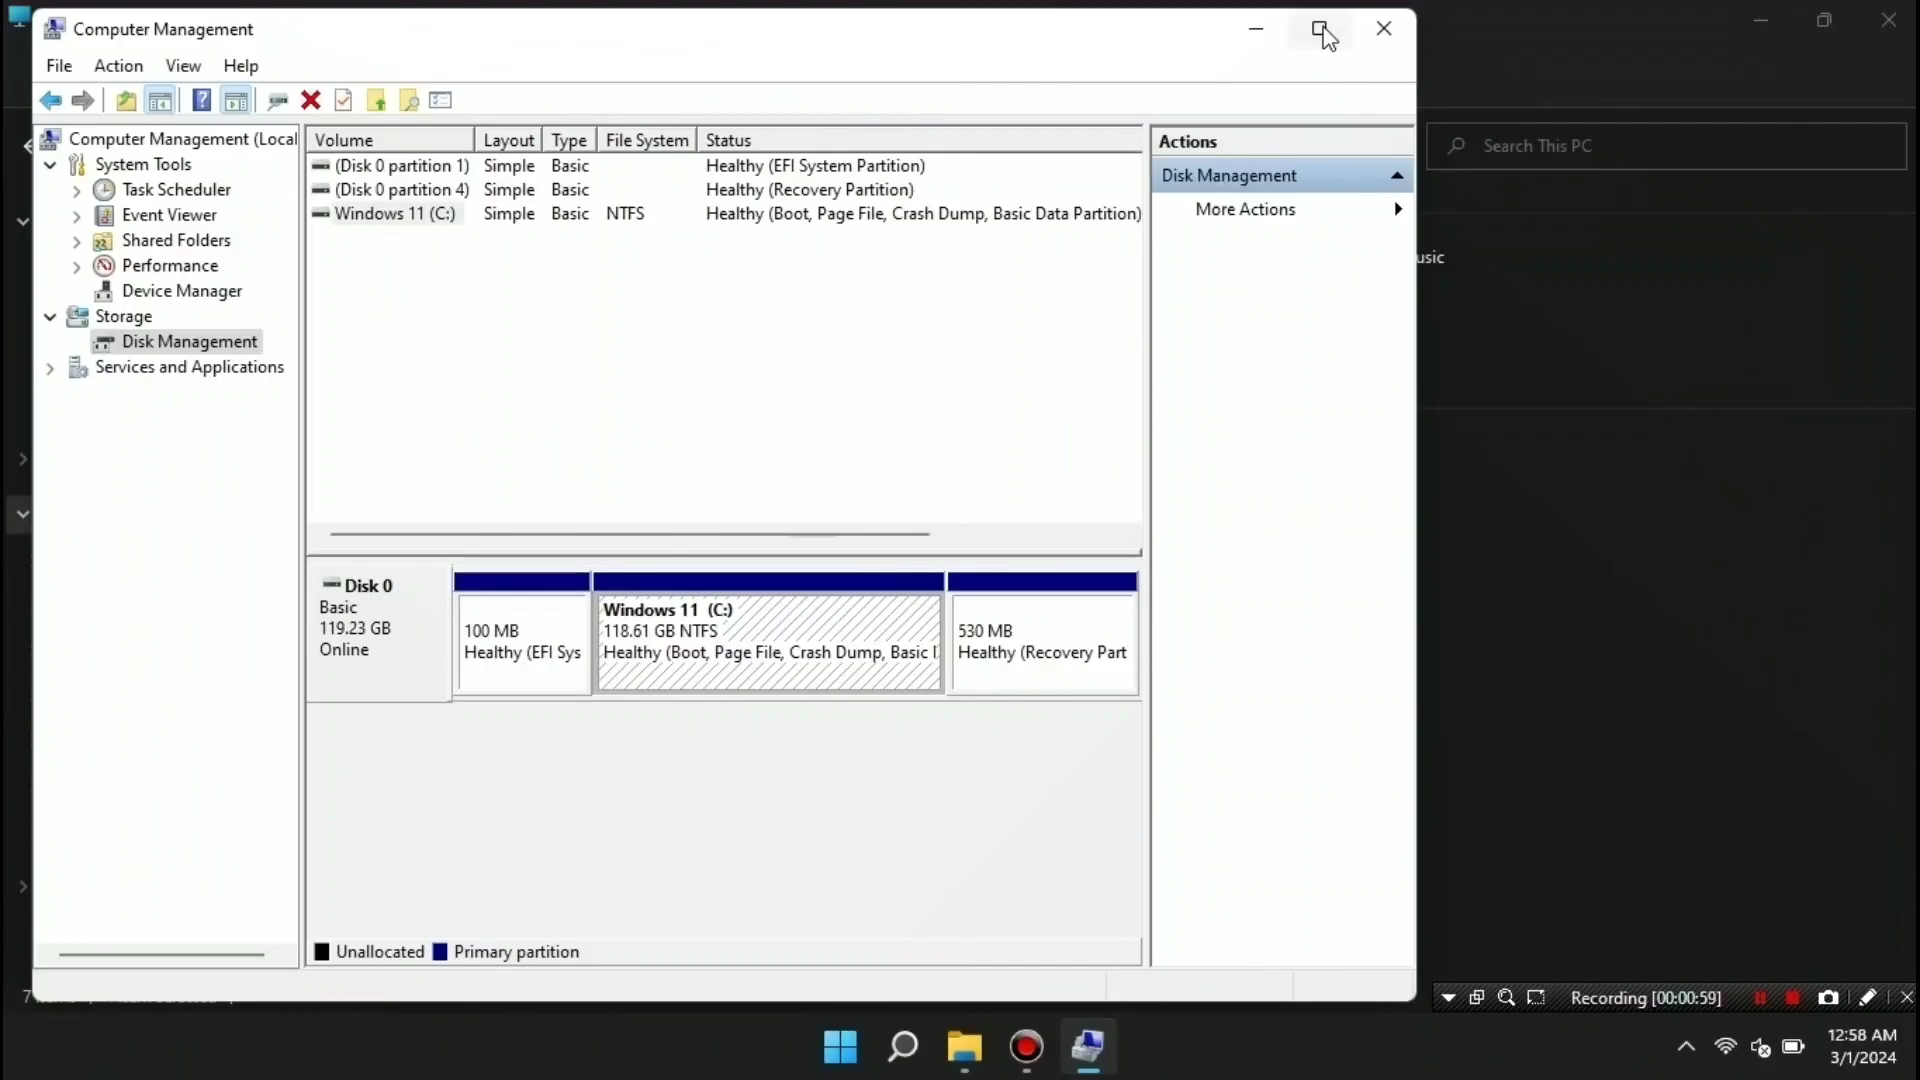 Computer Management
File Action View Help
Computer Management (Local
System Tools
Task Scheduler
Event Viewer
Shared Folders
Performance
Device Manager
Storage
Disk Management
Services and Applications
Volume Layout Type File System Status
(Disk 0 partition 1) Simple Basic Healthy (EFI System Partition)
(Disk 0 partition 4) Simple Basic Healthy (Recovery Partition)
Windows 11 (C:) Simple Basic NTFS Healthy (Boot, Page File, Crash Dump, Basic Data Partition)
Actions
Disk Management
More Actions
Search This PC
usic
Disk 0
Basic
119.23 GB
Online
100 MB
Healthy (EFI Sys
Windows 11 (C:)
118.61 GB NTFS
Healthy (Boot, Page File, Crash Dump, Basic
530 MB
Healthy (Recovery Part
Unallocated Primary partition
Recording [00:00:59]
12:58 AM
3/1/2024